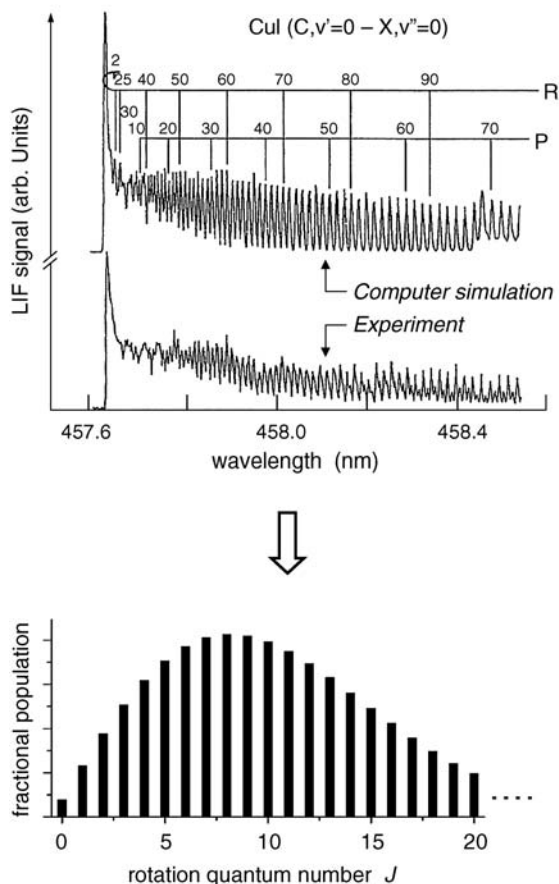 CuI (C,v'=0 – X,v"=0)
2
25 40 50 60 70 80 90
R
30
10 20 30 40 50 60 70
P
LIF signal (arb. Units)
Computer simulation
Experiment
457.6 458.0 458.4
wavelength (nm)
fractional population
0 5 10 15 20
rotation quantum number J